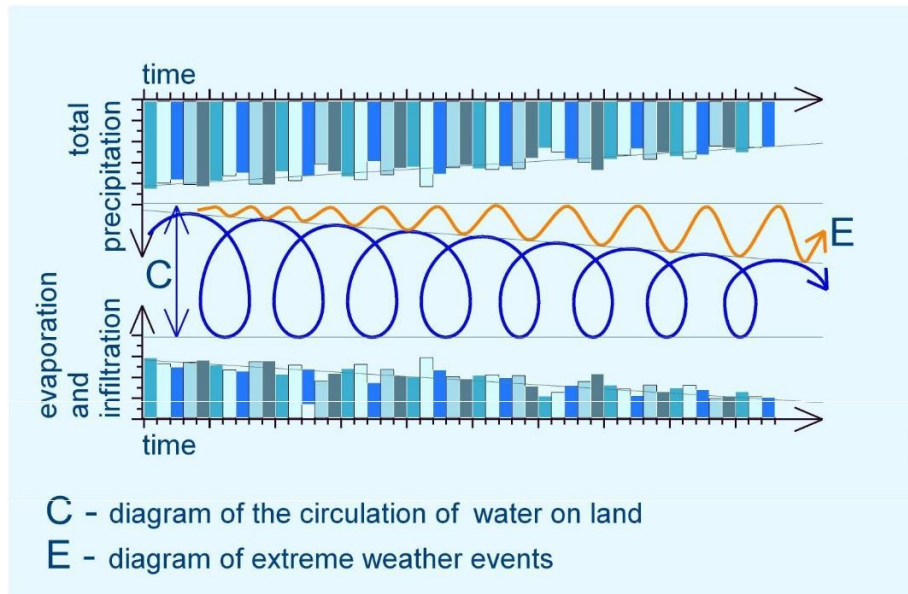 time
total
precipitation
E
C
evaporation
and
infiltration
time
C - diagram of the circulation of water on land
E - diagram of extreme weather events